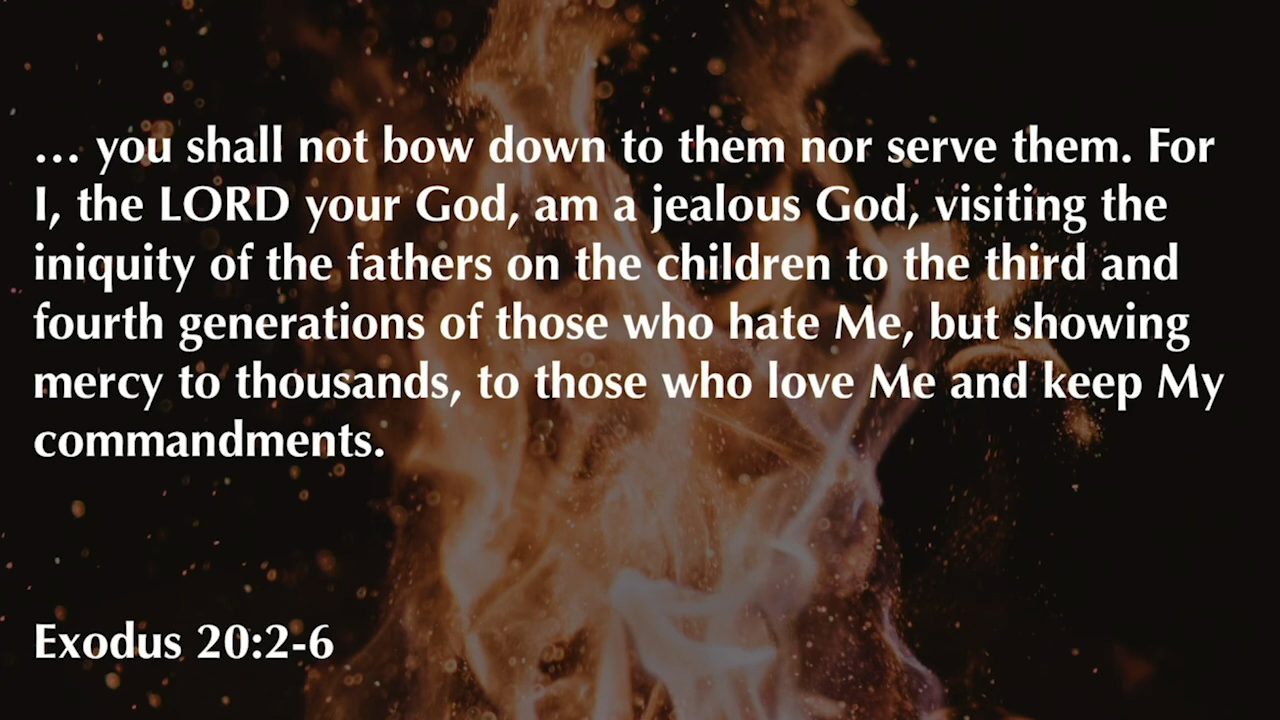 … you shall not bow down to them nor serve them. For
I, the LORD your God, am a jealous God, visiting the
iniquity of the fathers on the children to the third and
fourth generations of those who hate Me, but showing
mercy to thousands, to those who love Me and keep My
commandments.
Exodus 20:2-6